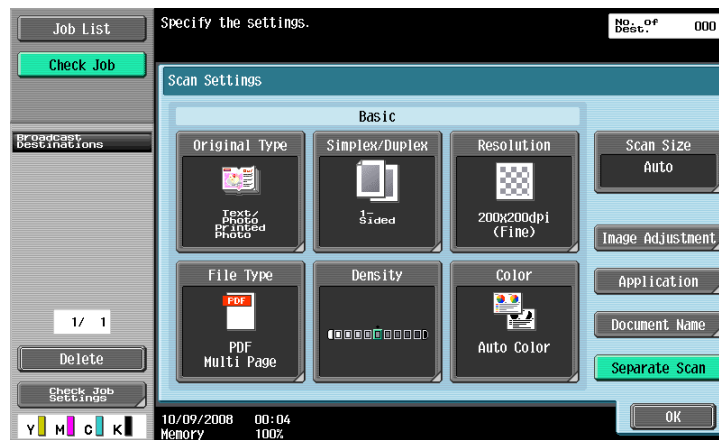 Job List
Check Job
Broadcast
Destinations
1/ 1
Delete
Check Job
Settings
Y M C K
Specify the settings.
No. of
Dest.
000
Scan Settings
Basic
Original Type
Text/
Photo
Printed
Photo
Simplex/Duplex
1-
Sided
Resolution
200X200dpi
(Fine)
File Type
PDF
PDF
Multi Page
Density
Color
Auto Color
Scan Size
Auto
Image Adjustment
Application
Document Name
Separate Scan
OK
10/09/2008 00:04
Memory 100%